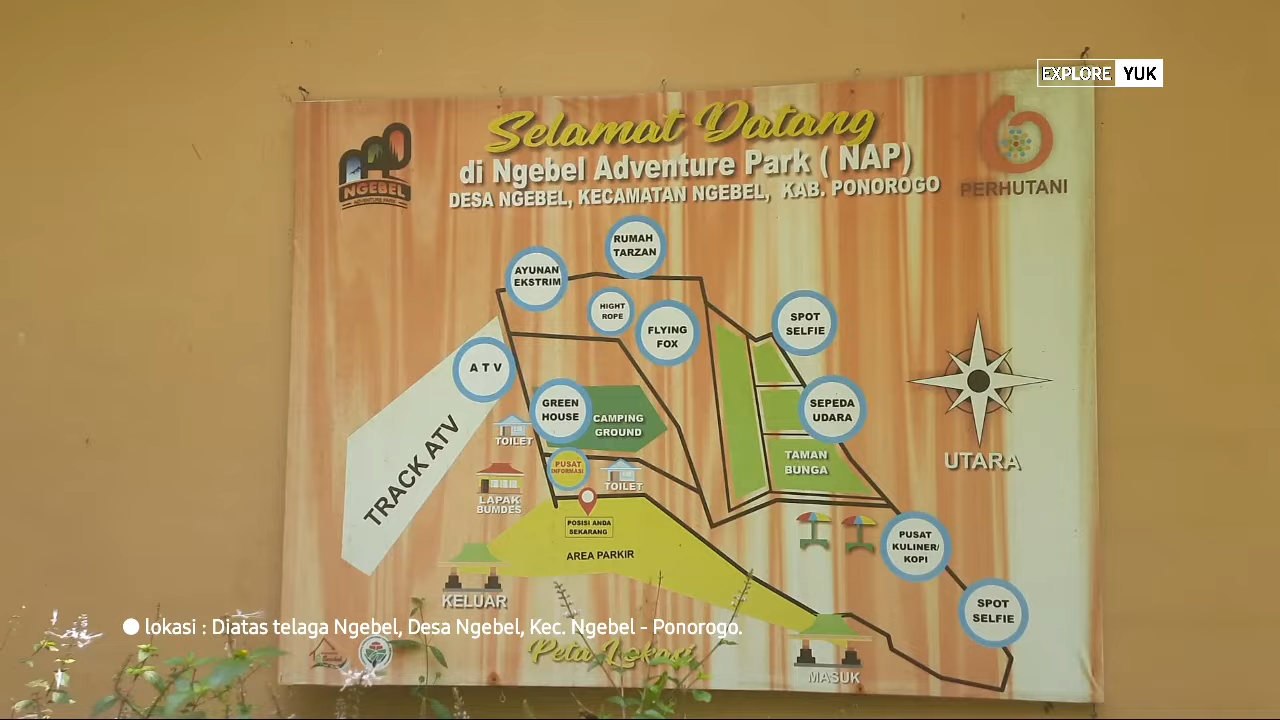 EXPLORE YUK
Selamat Datang
di Ngebel Adventure Park ( NAP)
DESA NGEBEL, KECAMATAN NGEBEL, KAB. PONOROGO
NGEBEL
ADVENTURE PARK
PERHUTANI
RUMAH
TARZAN
AYUNAN
EKSTRIM
HIGHT
ROPE
FLYING
FOX
SPOT
SELFIE
A T V
GREEN
HOUSE
CAMPING
GROUND
SEPEDA
UDARA
TRACK ATV
TOILET
TAMAN
BUNGA
UTARA
PUSAT
INFORMASI
TOILET
LAPAK
BUMDES
POSISI ANDA
SEKARANG
AREA PARKIR
PUSAT
KULINER/
KOPI
KELUAR
SPOT
SELFIE
lokasi : Diatas telaga Ngebel, Desa Ngebel, Kec. Ngebel - Ponorogo.
Peta Lokasi
MASUK